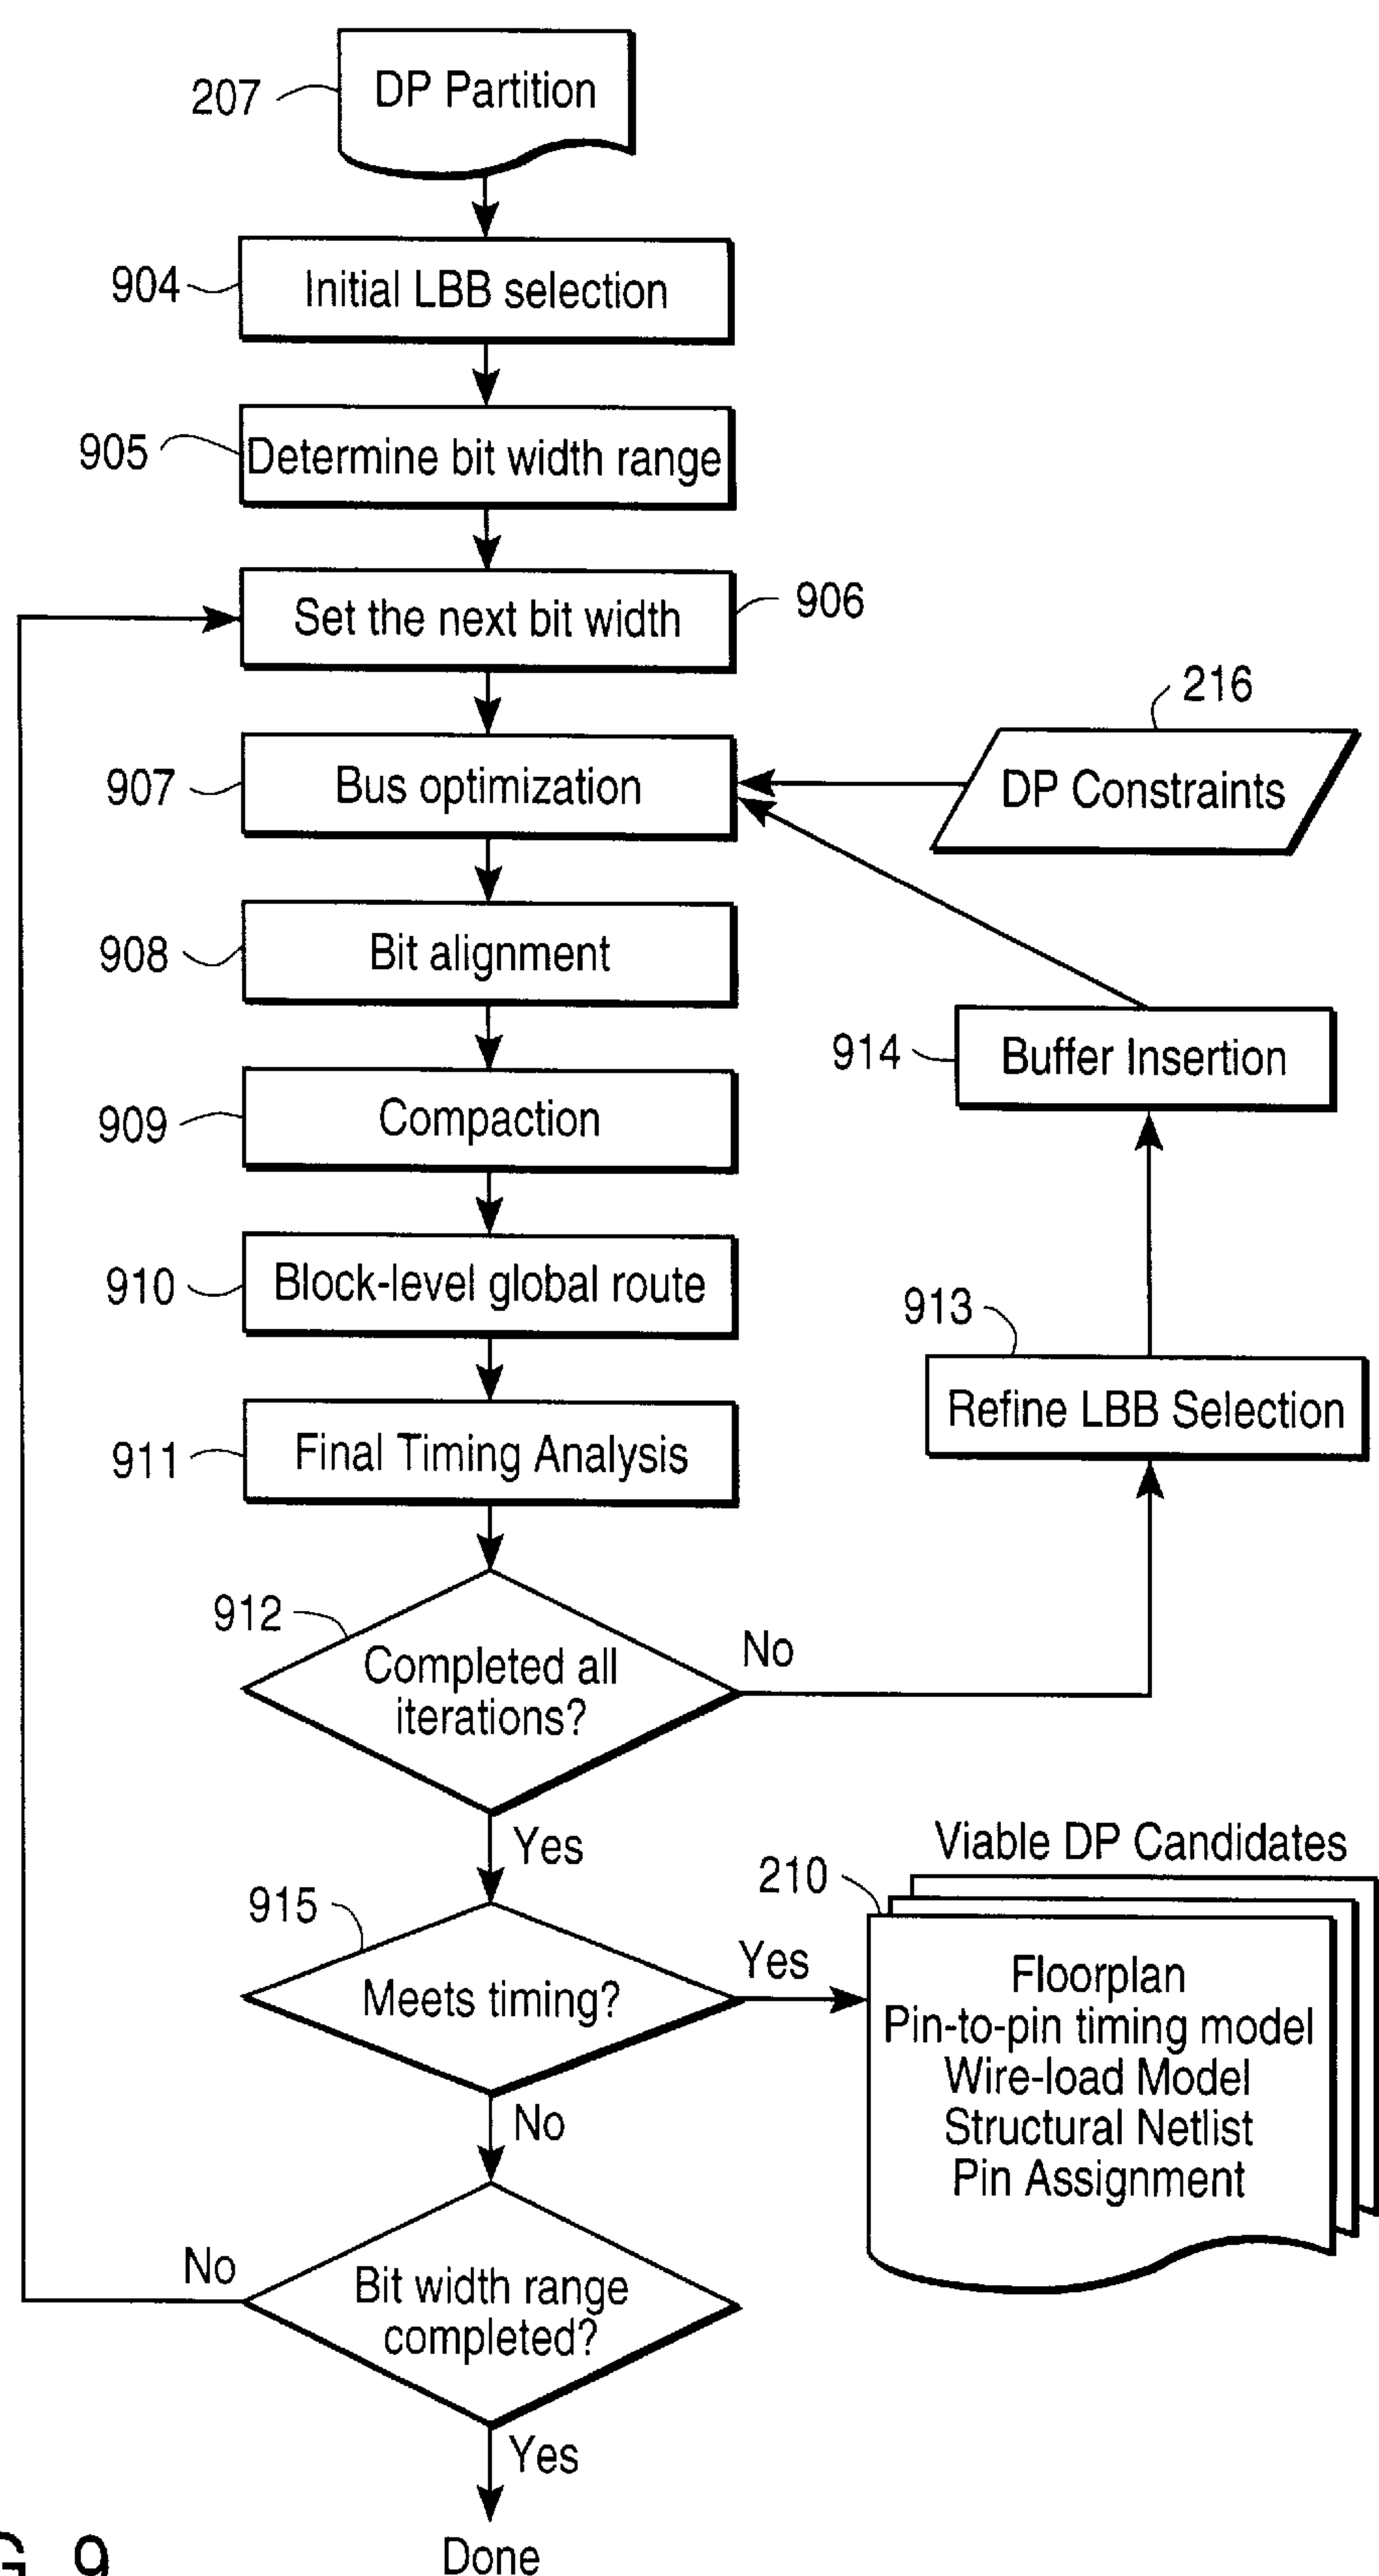 207
DP Partition
904
Initial LBB selection
905
Determine bit width range
Set the next bit width
906
216
907
Bus optimization
DP Constraints
908
Bit alignment
914
Buffer Insertion
909
Compaction
910
Block-level global route
913
Refine LBB Selection
911
Final Timing Analysis
912
Completed all
iterations?
No
Yes
Viable DP Candidates
210
915
Meets timing?
Yes
Floorplan
Pin-to-pin timing model
Wire-load Model
Structural Netlist
Pin Assignment
No
No
Bit width range
completed?
Yes
Done
G 9